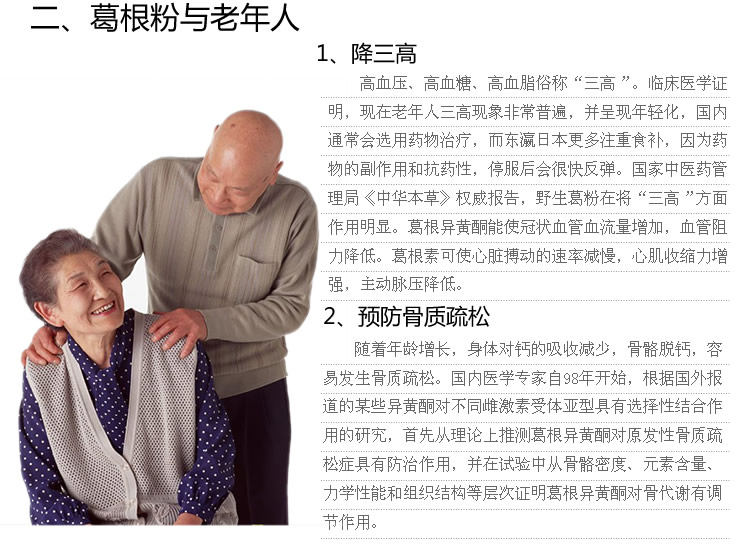 二、葛根粉与老年人
1、降三高
高血压、高血糖、高血脂俗称“三高”。临床医学证
明，现在老年人三高现象非常普遍，并呈现年轻化，国内
通常会选用药物治疗，而东瀛日本更多注重食补，因为药
物的副作用和抗药性，停服后会很快反弹。国家中医药管
理局《中华本草》权威报告，野生葛粉在将“三高”方面
作用明显。葛根异黄酮能使冠状血管血流量增加，血管阻
力降低。葛根素可使心脏搏动的速率减慢，心肌收缩力增
强，主动脉压降低。
2、预防骨质疏松
随着年龄增长，身体对钙的吸收减少，骨骼脱钙，容
易发生骨质疏松。国内医学专家自98年开始，根据国外报
道的某些异黄酮对不同雌激素受体亚型具有选择性结合作
用的研究，首先从理论上推测葛根异黄酮对原发性骨质疏
松症具有防治作用，并在试验中从骨骼密度、元素含量、
力学性能和组织结构等层次证明葛根异黄酮对骨代谢有调
节作用。